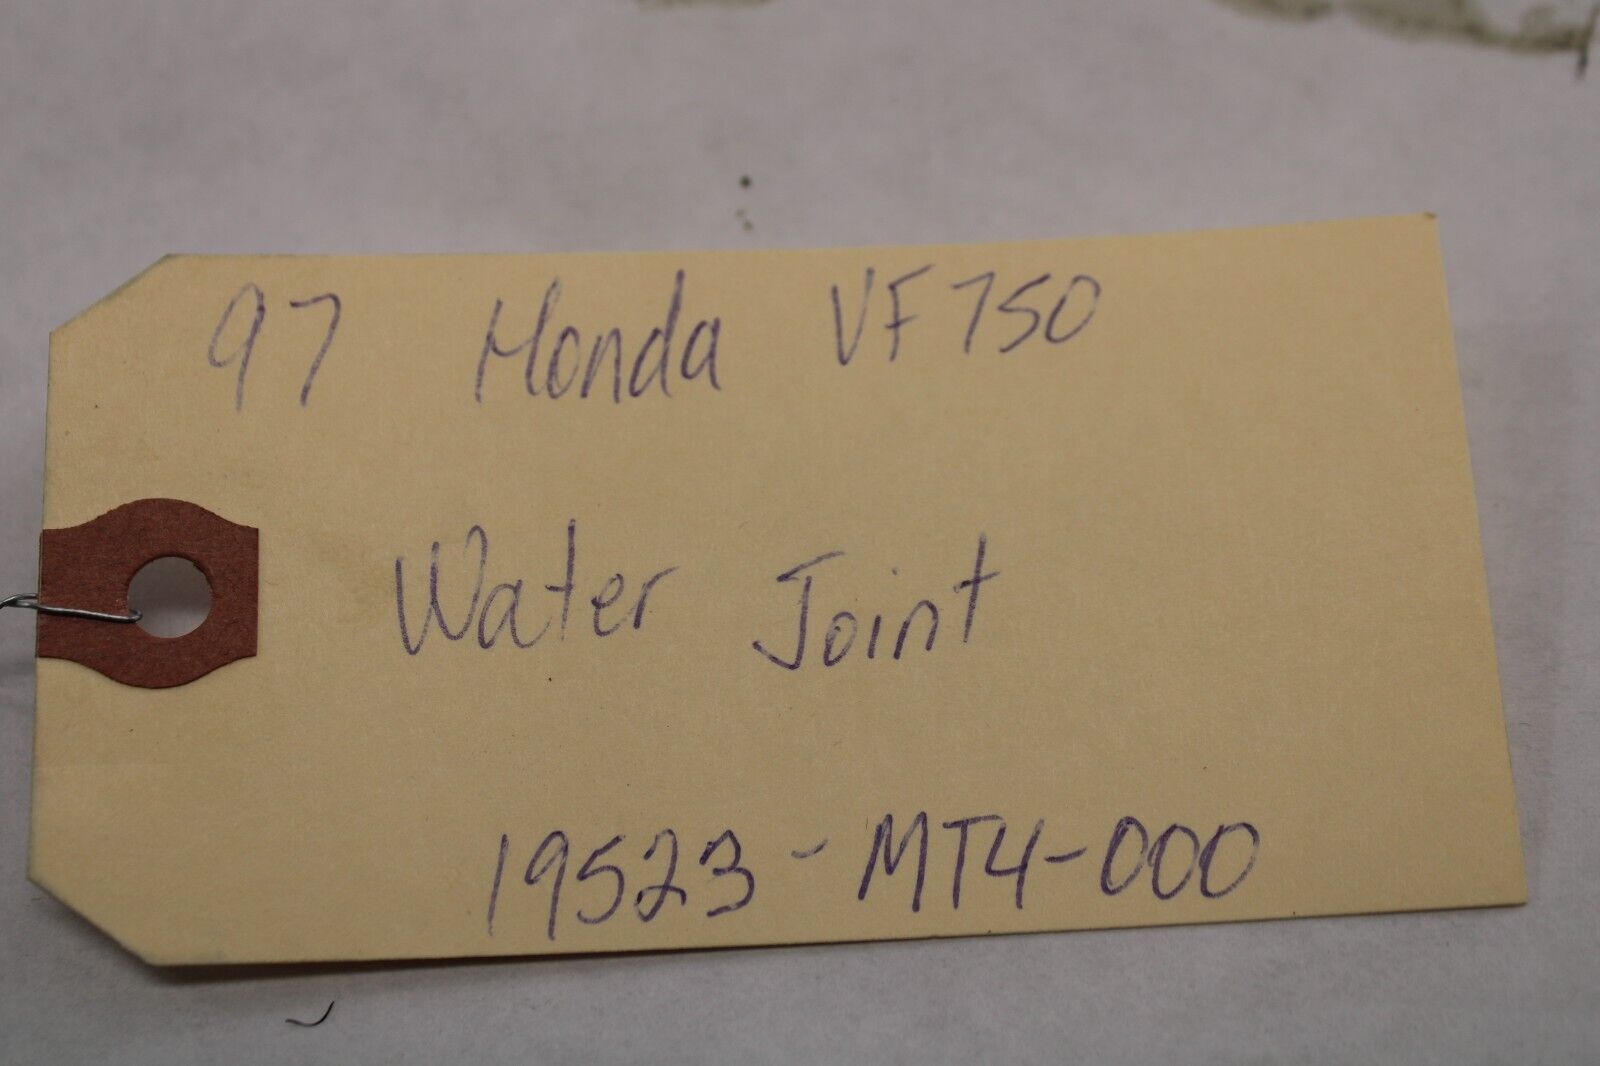 97 Honda VF750
Water Joint
19523-MT4-000